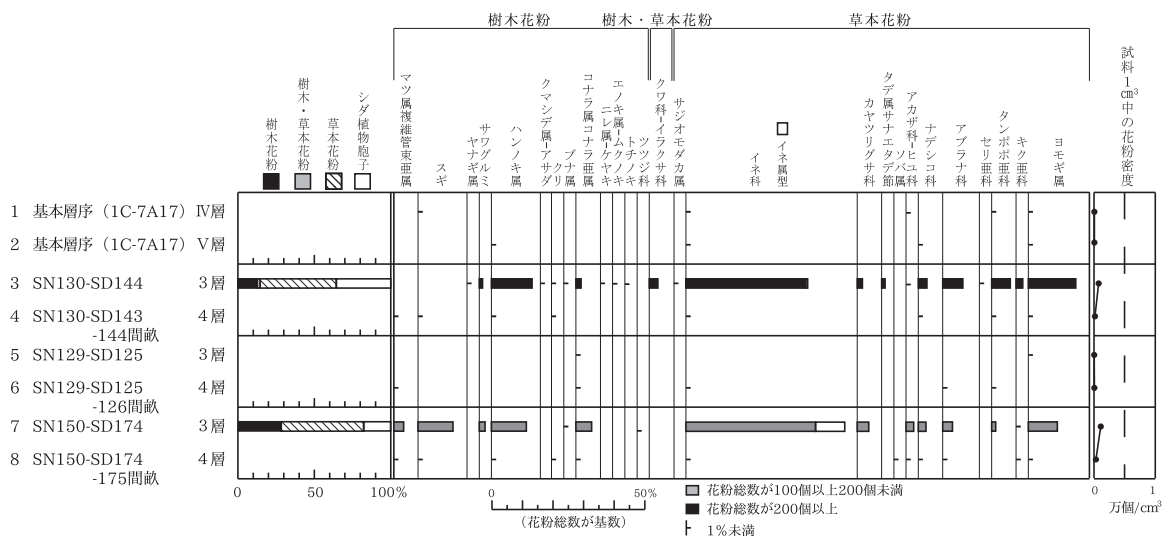 樹木花粉
樹木・草本花粉
草本花粉
樹木花粉
樹木・草本花粉
草本花粉
シダ植物胞子
マツ属複維管束亜属
スギ
ヤナギ属
サワグルミ
ハンノキ属
クマシデ属-アサダ
クリ
ブナ属
コナラ属コナラ亜属
ニレ属-ケヤキ
エノキ属-ムクノキ
トチノキ
ツツジ科
クワ科-イラクサ科
サジオモダカ属
イネ科
イネ属型
カヤツリグサ科
タデ属サナエタデ節
ソバ属
アカザ科-ヒユ科
ナデシコ科
アブラナ科
セリ亜科
タンポポ亜科
キク亜科
ヨモギ属
試料1cm³中の花粉密度
1 基本層序（1C-7A17）Ⅳ層
2 基本層序（1C-7A17）Ⅴ層
3 SN130-SD144 3層
4 SN130-SD143 4層
-144間畝
5 SN129-SD125 3層
6 SN129-SD125 4層
-126間畝
7 SN150-SD174 3層
8 SN150-SD174 4層
-175間畝
0 50 100%
0 50%
（花粉総数が基数）
花粉総数が100個以上200個未満
花粉総数が200個以上
1%未満
0 1
万個/cm³